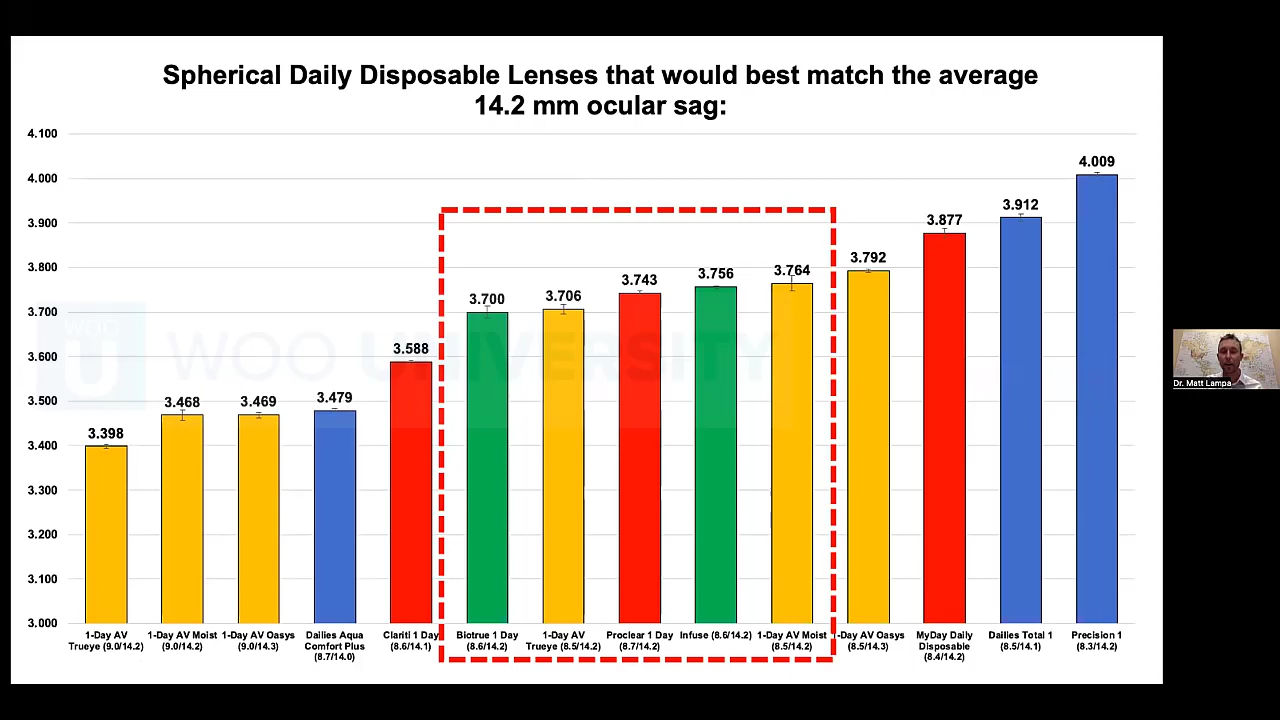 Spherical Daily Disposable Lenses that would best match the average
14.2 mm ocular sag:
4.100
4.000
3.900
3.800
3.700
3.600
3.500
3.400
3.300
3.200
3.100
3.000
3.398
3.468
3.469
3.479
3.588
3.700
3.706
3.743
3.756
3.764
3.792
3.877
3.912
4.009
WOO
U
WOO UNIVERSITY
1-Day AV
Trueye (9.0/14.2)
1-Day AV Moist
(9.0/14.2)
1-Day AV Oasys
(9.0/14.3)
Dailies Aqua
Comfort Plus
(8.7/14.0)
Clariti 1 Day
(8.6/14.1)
Biotrue 1 Day
(8.6/14.2)
1-Day AV
Trueye (8.5/14.2)
Proclear 1 Day
(8.7/14.2)
Infuse (8.6/14.2)
1-Day AV Moist
(8.5/14.2)
-Day AV Oasys
(8.5/14.3)
MyDay Daily
Disposable
(8.4/14.2)
Dailies Total 1
(8.5/14.1)
Precision 1
(8.3/14.2)
Dr. Matt Lampa